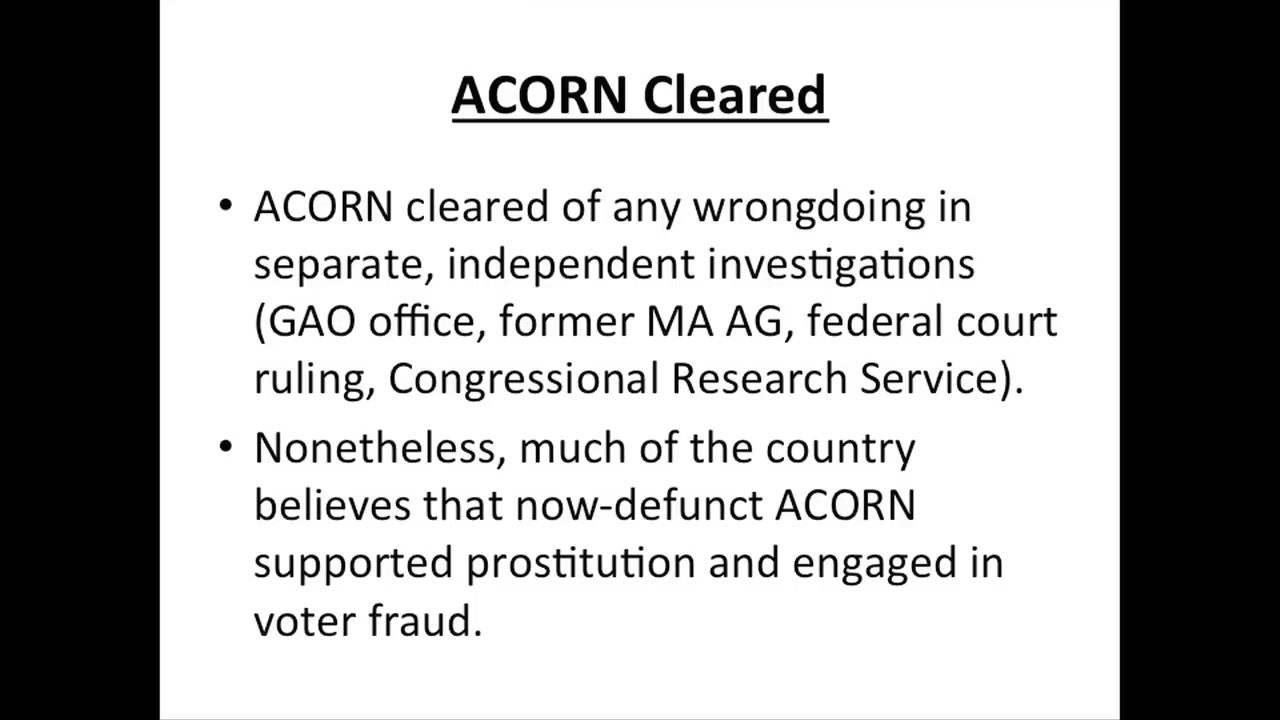 ACORN Cleared
• ACORN cleared of any wrongdoing in
separate, independent investigations
(GAO office, former MA AG, federal court
ruling, Congressional Research Service).
• Nonetheless, much of the country
believes that now-defunct ACORN
supported prostitution and engaged in
voter fraud.